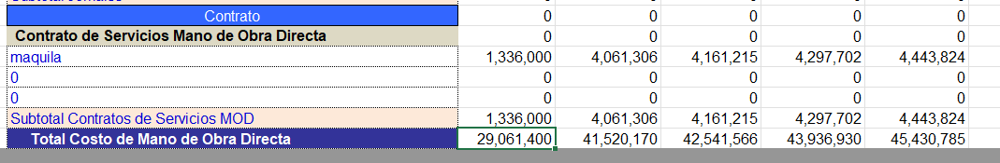 Contrato 0 0 0 0 0
Contrato de Servicios Mano de Obra Directa 0 0 0 0 0
maquila 1,336,000 4,061,306 4,161,215 4,297,702 4,443,824
0 0 0 0 0 0
0 0 0 0 0 0
Subtotal Contratos de Servicios MOD 1,336,000 4,061,306 4,161,215 4,297,702 4,443,824
Total Costo de Mano de Obra Directa 29,061,400 41,520,170 42,541,566 43,936,930 45,430,785